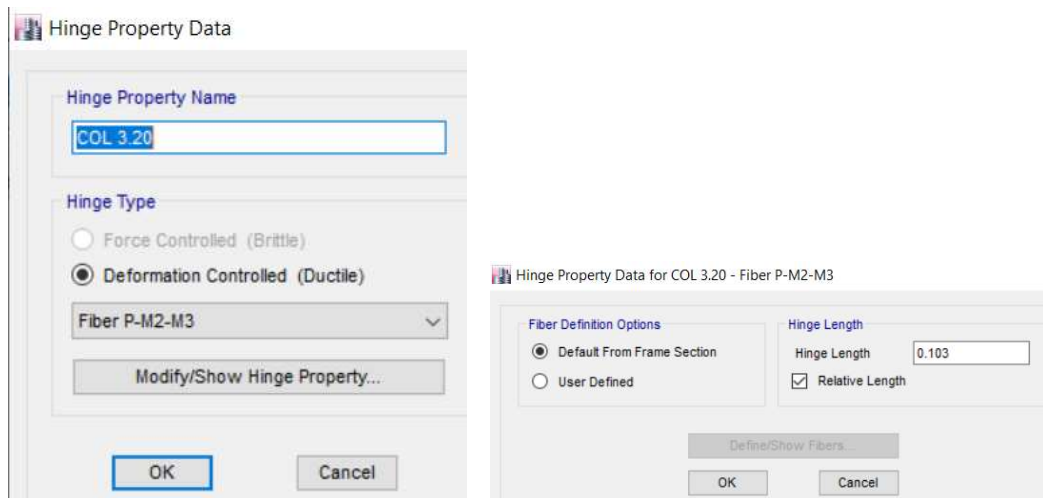 Hinge Property Data
Hinge Property Name
COL 3.20
Hinge Type
Force Controlled (Brittle)
Deformation Controlled (Ductile)
Fiber P-M2-M3
Modify/Show Hinge Property...
OK Cancel
Hinge Property Data for COL 3.20 - Fiber P-M2-M3
Fiber Definition Options
Default From Frame Section
User Defined
Hinge Length
Hinge Length 0.103
Relative Length
Define/Show Fibers...
OK Cancel